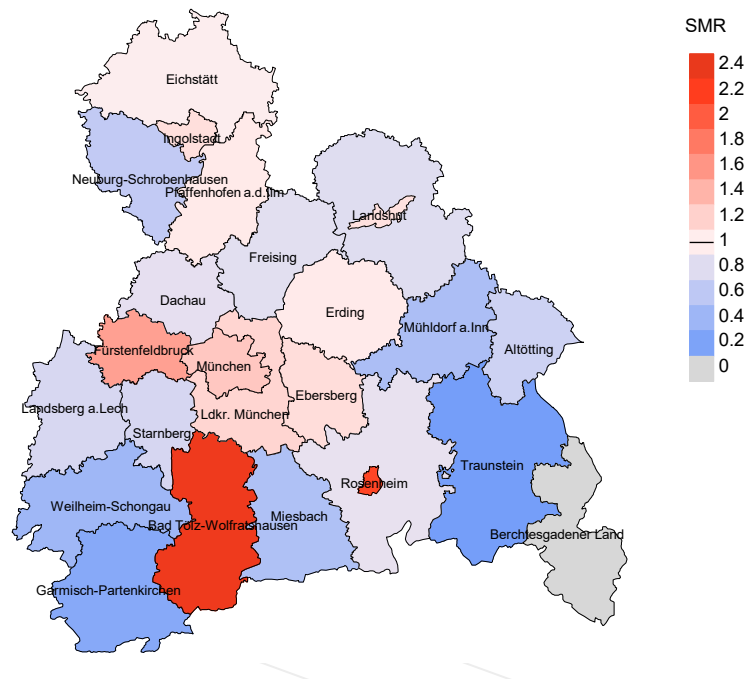 SMR
2.4
2.2
2
1.8
1.6
1.4
1.2
1
0.8
0.6
0.4
0.2
0
Eichstätt
Ingolstadt
Neuburg-Schrobenhausen
Pfaffenhofen a.d.Ilm
Landshut
Freising
Dachau
Erding
Mühldorf a.Inn
Altötting
Fürstenfeldbruck
München
Ebersberg
Landsberg a.Lech
Ldkr. München
Starnberg
Traunstein
Rosenheim
Weilheim-Schongau
Miesbach
Bad Tölz-Wolfratshausen
Berchtesgadener Land
Garmisch-Partenkirchen